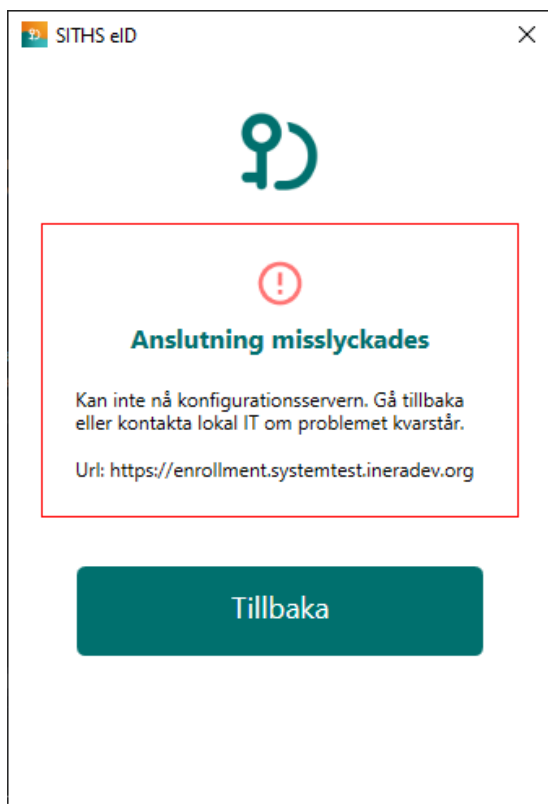 SITHS eID
Anslutning misslyckades
Kan inte nå konfigurationsservern. Gå tillbaka
eller kontakta lokal IT om problemet kvarstår.
Url: https://enrollment.systemtest.ineradev.org
Tillbaka